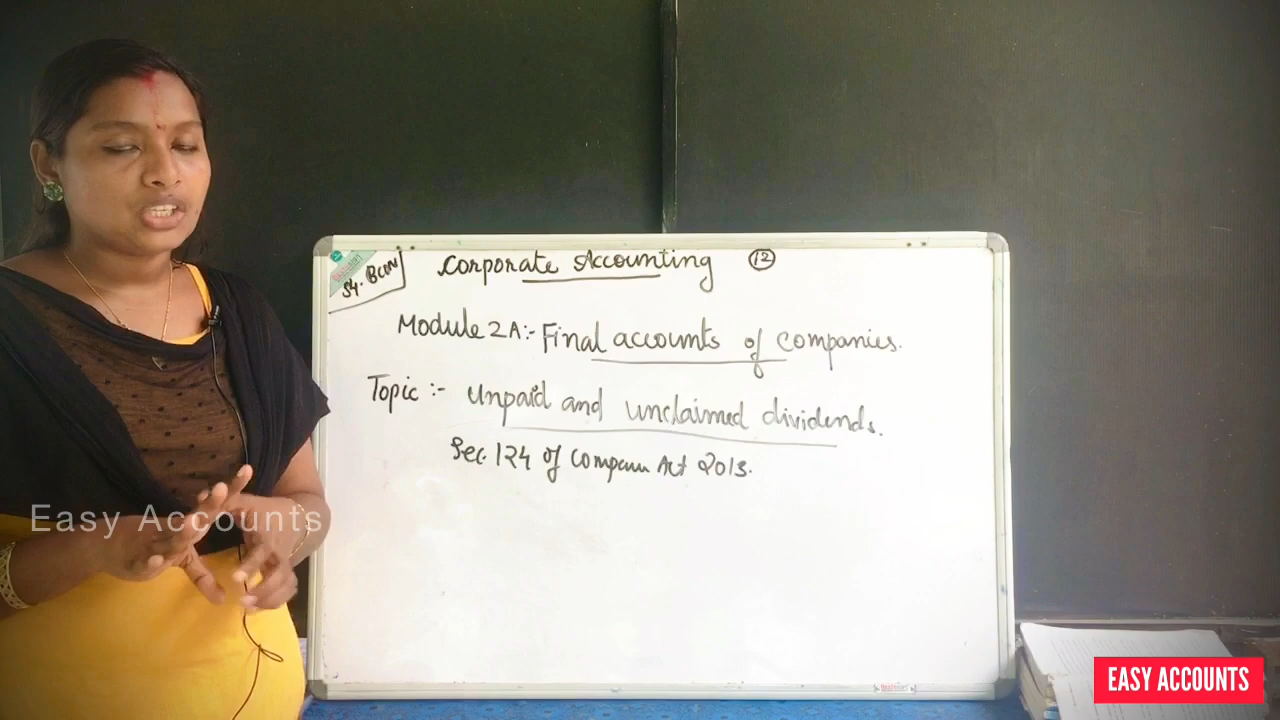 S4. BCOM
Corporate Accounting 12
Module 2A:- Final accounts of companies.
Topic :- Unpaid and unclaimed dividends.
Sec. 124 of Act 2013.
Easy Accounts
EASY ACCOUNTS